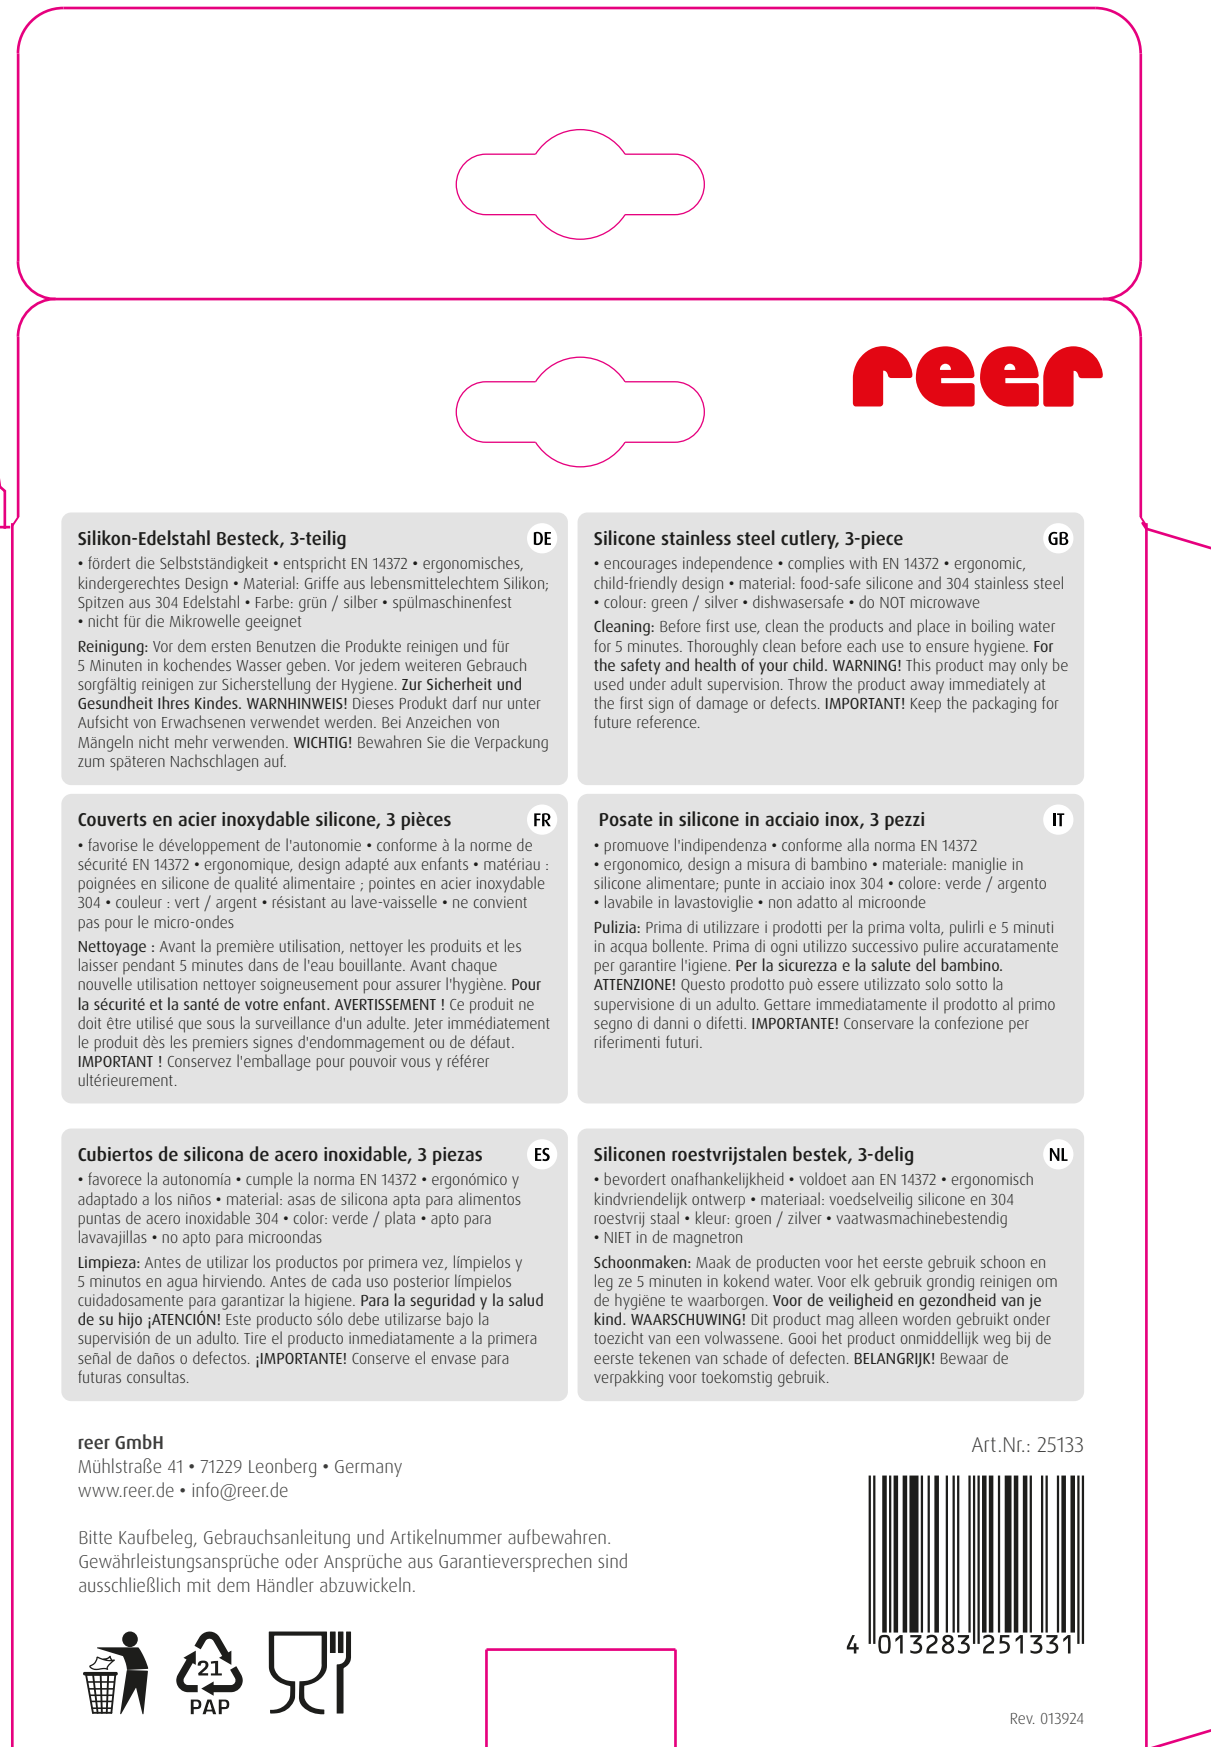 reer
Silikon-Edelstahl Besteck, 3-teilig DE
• fördert die Selbstständigkeit • entspricht EN 14372 • ergonomisches,
kindergerechtes Design • Material: Griffe aus lebensmittelechtem Silikon;
Spitzen aus 304 Edelstahl • Farbe: grün / silber • spülmaschinenfest
• nicht für die Mikrowelle geeignet
Reinigung: Vor dem ersten Benutzen die Produkte reinigen und für
5 Minuten in kochendes Wasser geben. Vor jedem weiteren Gebrauch
sorgfältig reinigen zur Sicherstellung der Hygiene. Zur Sicherheit und
Gesundheit Ihres Kindes. WARNHINWEIS! Dieses Produkt darf nur unter
Aufsicht von Erwachsenen verwendet werden. Bei Anzeichen von
Mängeln nicht mehr verwenden. WICHTIG! Bewahren Sie die Verpackung
zum späteren Nachschlagen auf.
Silicone stainless steel cutlery, 3-piece GB
• encourages independence • complies with EN 14372 • ergonomic,
child-friendly design • material: food-safe silicone and 304 stainless steel
• colour: green / silver • dishwasersafe • do NOT microwave
Cleaning: Before first use, clean the products and place in boiling water
for 5 minutes. Thoroughly clean before each use to ensure hygiene. For
the safety and health of your child. WARNING! This product may only be
used under adult supervision. Throw the product away immediately at
the first sign of damage or defects. IMPORTANT! Keep the packaging for
future reference.
Couverts en acier inoxydable silicone, 3 pièces FR
• favorise le développement de l'autonomie • conforme à la norme de
sécurité EN 14372 • ergonomique, design adapté aux enfants • matériau :
poignées en silicone de qualité alimentaire ; pointes en acier inoxydable
304 • couleur : vert / argent • résistant au lave-vaisselle • ne convient
pas pour le micro-ondes
Nettoyage : Avant la première utilisation, nettoyer les produits et les
laisser pendant 5 minutes dans de l'eau bouillante. Avant chaque
nouvelle utilisation nettoyer soigneusement pour assurer l'hygiène. Pour
la sécurité et la santé de votre enfant. AVERTISSEMENT ! Ce produit ne
doit être utilisé que sous la surveillance d'un adulte. Jeter immédiatement
le produit dès les premiers signes d'endommagement ou de défaut.
IMPORTANT ! Conservez l'emballage pour pouvoir vous y référer
ultérieurement.
Posate in silicone in acciaio inox, 3 pezzi IT
• promuove l'indipendenza • conforme alla norma EN 14372
• ergonomico, design a misura di bambino • materiale: maniglie in
silicone alimentare; punte in acciaio inox 304 • colore: verde / argento
• lavabile in lavastoviglie • non adatto al microonde
Pulizia: Prima di utilizzare i prodotti per la prima volta, pulirli e 5 minuti
in acqua bollente. Prima di ogni utilizzo successivo pulire accuratamente
per garantire l'igiene. Per la sicurezza e la salute del bambino.
ATTENZIONE! Questo prodotto può essere utilizzato solo sotto la
supervisione di un adulto. Gettare immediatamente il prodotto al primo
segno di danni o difetti. IMPORTANTE! Conservare la confezione per
riferimenti futuri.
Cubiertos de silicona de acero inoxidable, 3 piezas ES
• favorece la autonomía • cumple la norma EN 14372 • ergonómico y
adaptado a los niños • material: asas de silicona apta para alimentos
puntas de acero inoxidable 304 • color: verde / plata • apto para
lavavajillas • no apto para microondas
Limpieza: Antes de utilizar los productos por primera vez, límpielos y
5 minutos en agua hirviendo. Antes de cada uso posterior límpielos
cuidadosamente para garantizar la higiene. Para la seguridad y la salud
de su hijo ¡ATENCIÓN! Este producto sólo debe utilizarse bajo la
supervisión de un adulto. Tire el producto inmediatamente a la primera
señal de daños o defectos. ¡IMPORTANTE! Conserve el envase para
futuras consultas.
Siliconen roestvrijstalen bestek, 3-delig NL
• bevordert onafhankelijkheid • voldoet aan EN 14372 • ergonomisch
kindvriendelijk ontwerp • materiaal: voedselveilig silicone en 304
roestvrij staal • kleur: groen / zilver • vaatwasmachinebestendig
• NIET in de magnetron
Schoonmaken: Maak de producten voor het eerste gebruik schoon en
leg ze 5 minuten in kokend water. Voor elk gebruik grondig reinigen om
de hygiëne te waarborgen. Voor de veiligheid en gezondheid van je
kind. WAARSCHUWING! Dit product mag alleen worden gebruikt onder
toezicht van een volwassene. Gooi het product onmiddellijk weg bij de
eerste tekenen van schade of defecten. BELANGRIJK! Bewaar de
verpakking voor toekomstig gebruik.
reer GmbH
Mühlstraße 41 • 71229 Leonberg • Germany
www.reer.de • info@reer.de
Bitte Kaufbeleg, Gebrauchsanleitung und Artikelnummer aufbewahren.
Gewährleistungsansprüche oder Ansprüche aus Garantieversprechen sind
ausschließlich mit dem Händler abzuwickeln.
21
PAP
Art.Nr.: 25133
4 013283 251331
Rev. 013924